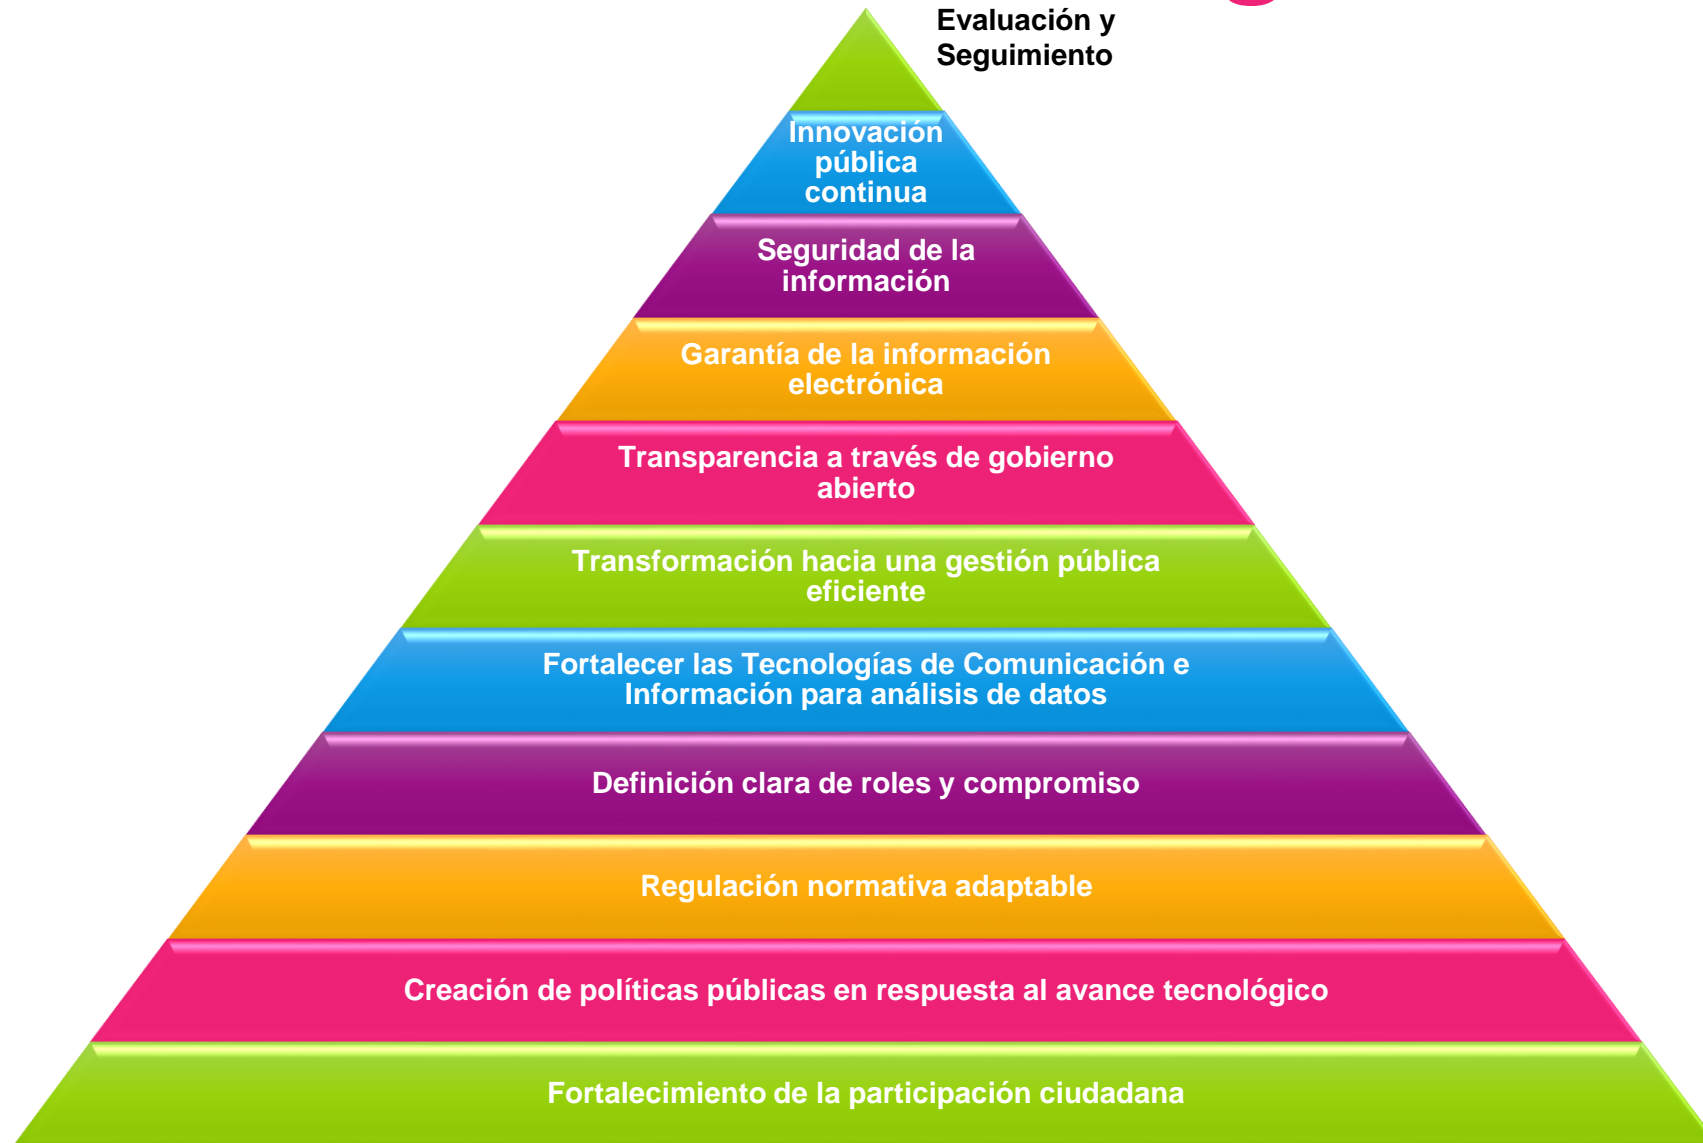 Evaluación y
Seguimiento
Innovación
pública
continua
Seguridad de la
información
Garantía de la información
electrónica
Transparencia a través de gobierno
abierto
Transformación hacia una gestión pública
eficiente
Fortalecer las Tecnologías de Comunicación e
Información para análisis de datos
Definición clara de roles y compromiso
Regulación normativa adaptable
Creación de políticas públicas en respuesta al avance tecnológico
Fortalecimiento de la participación ciudadana